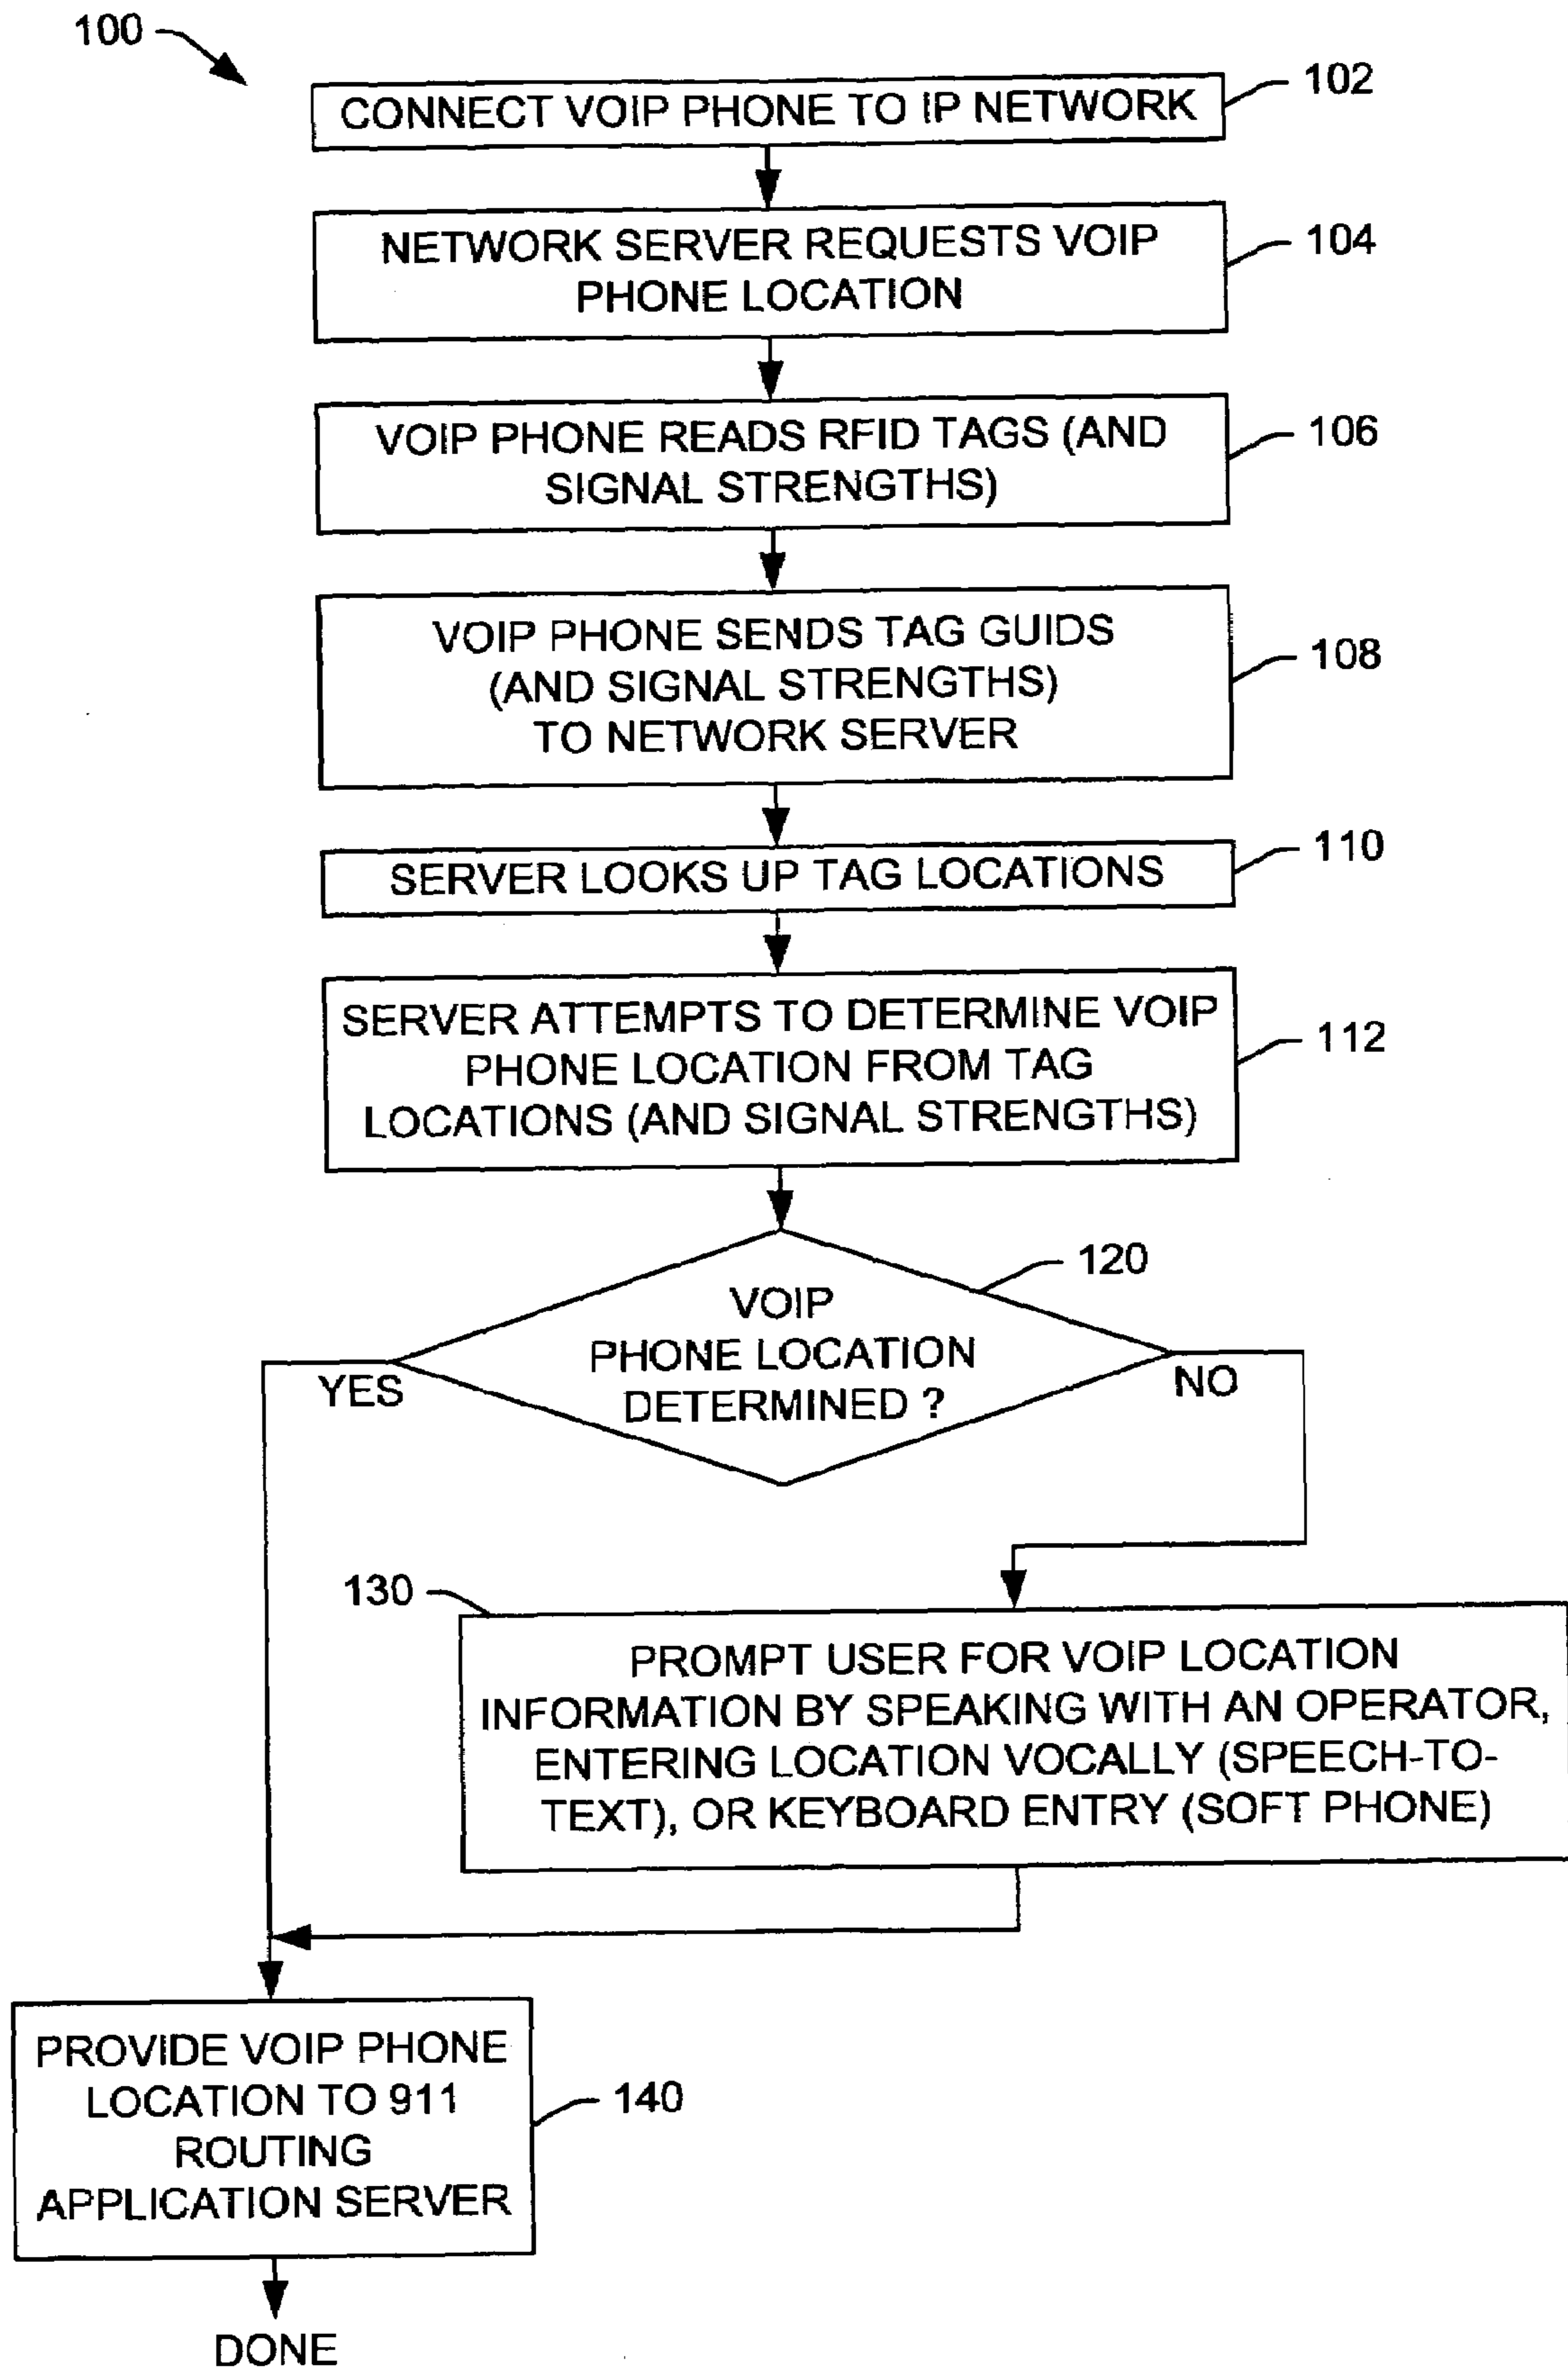 100
CONNECT VOIP PHONE TO IP NETWORK
102
NETWORK SERVER REQUESTS VOIP
PHONE LOCATION
104
VOIP PHONE READS RFID TAGS (AND
SIGNAL STRENGTHS)
106
VOIP PHONE SENDS TAG GUIDS
(AND SIGNAL STRENGTHS)
TO NETWORK SERVER
108
SERVER LOOKS UP TAG LOCATIONS
110
SERVER ATTEMPTS TO DETERMINE VOIP
PHONE LOCATION FROM TAG
LOCATIONS (AND SIGNAL STRENGTHS)
112
120
VOIP
PHONE LOCATION
DETERMINED ?
YES
NO
130
PROMPT USER FOR VOIP LOCATION
INFORMATION BY SPEAKING WITH AN OPERATOR,
ENTERING LOCATION VOCALLY (SPEECH-TO-
TEXT), OR KEYBOARD ENTRY (SOFT PHONE)
PROVIDE VOIP PHONE
LOCATION TO 911
ROUTING
APPLICATION SERVER
140
DONE